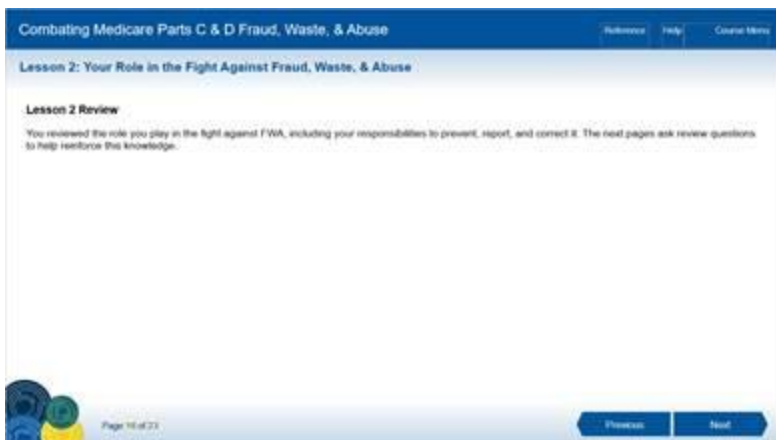 Combating Medicare Parts C & D Fraud, Waste, & Abuse
Reference Help Course Menu
Lesson 2: Your Role in the Fight Against Fraud, Waste, & Abuse
Lesson 2 Review
You reviewed the role you play in the fight against FWA, including your responsibilities to prevent, report, and correct it. The next pages ask review questions
to help reinforce this knowledge.
Page of 23
Previous Next